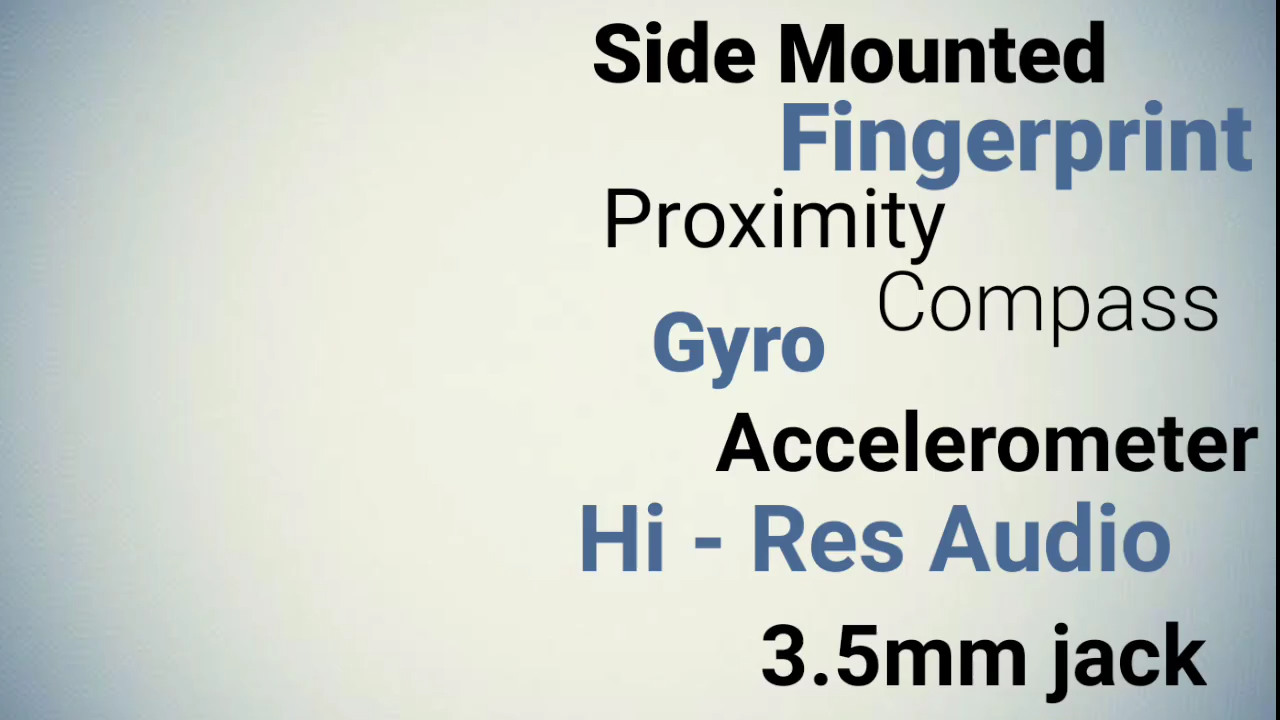 Side Mounted
Fingerprint
Proximity
Compass
Gyro
Accelerometer
Hi - Res Audio
3.5mm jack